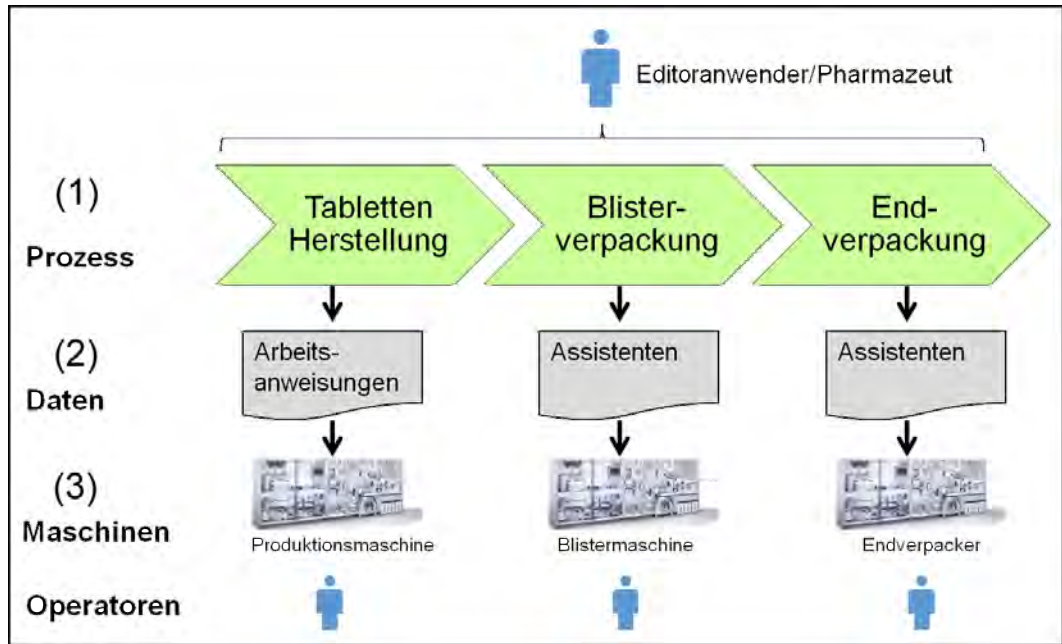 Editoranwender/Pharmazeut
(1)
Prozess
Tabletten
Herstellung
Blister-
verpackung
End-
verpackung
(2)
Daten
Arbeits-
anweisungen
Assistenten
Assistenten
(3)
Maschinen
Produktionsmaschine
Blistermaschine
Endverpacker
Operatoren